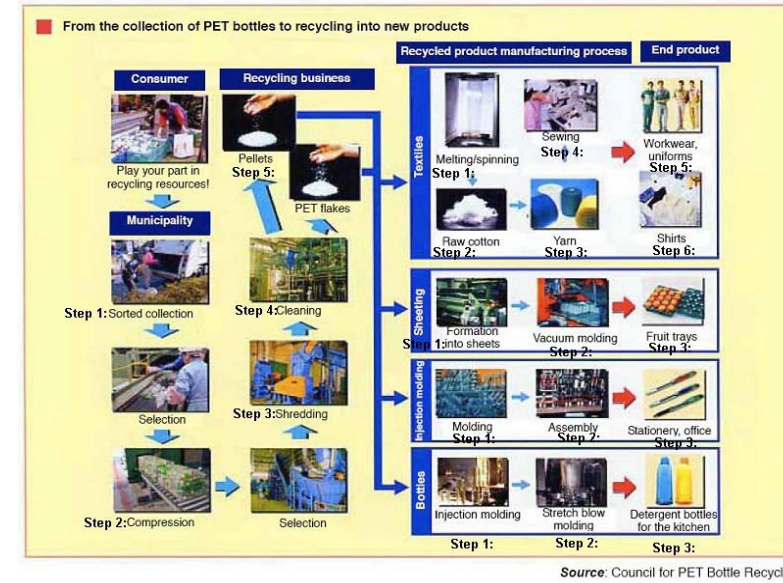 From the collection of PET bottles to recycling into new products
Consumer
Play your part in
recycling resources!
Municipality
Step 1: Sorted collection
Selection
Step 2: Compression
Recycling business
Pellets
Step 5:
PET flakes
Step 4: Cleaning
Step 3: Shredding
Selection
Recycled product manufacturing process
End product
Textiles
Melting/spinning
Step 1:
Sewing
Step 4:
Workwear,
uniforms
Step 5:
Raw cotton
Step 2:
Yarn
Step 3:
Shirts
Step 6:
Sheeting
Formation
into sheets
Step 1:
Vacuum molding
Step 2:
Fruit trays
Step 3:
Injection molding
Molding
Step 1:
Assembly
Step 2:
Stationery, office
Step 3:
Bottles
Injection molding
Step 1:
Stretch blow
molding
Step 2:
Detergent bottles
for the kitchen
Step 3:
Source: Council for PET Bottle Recycl